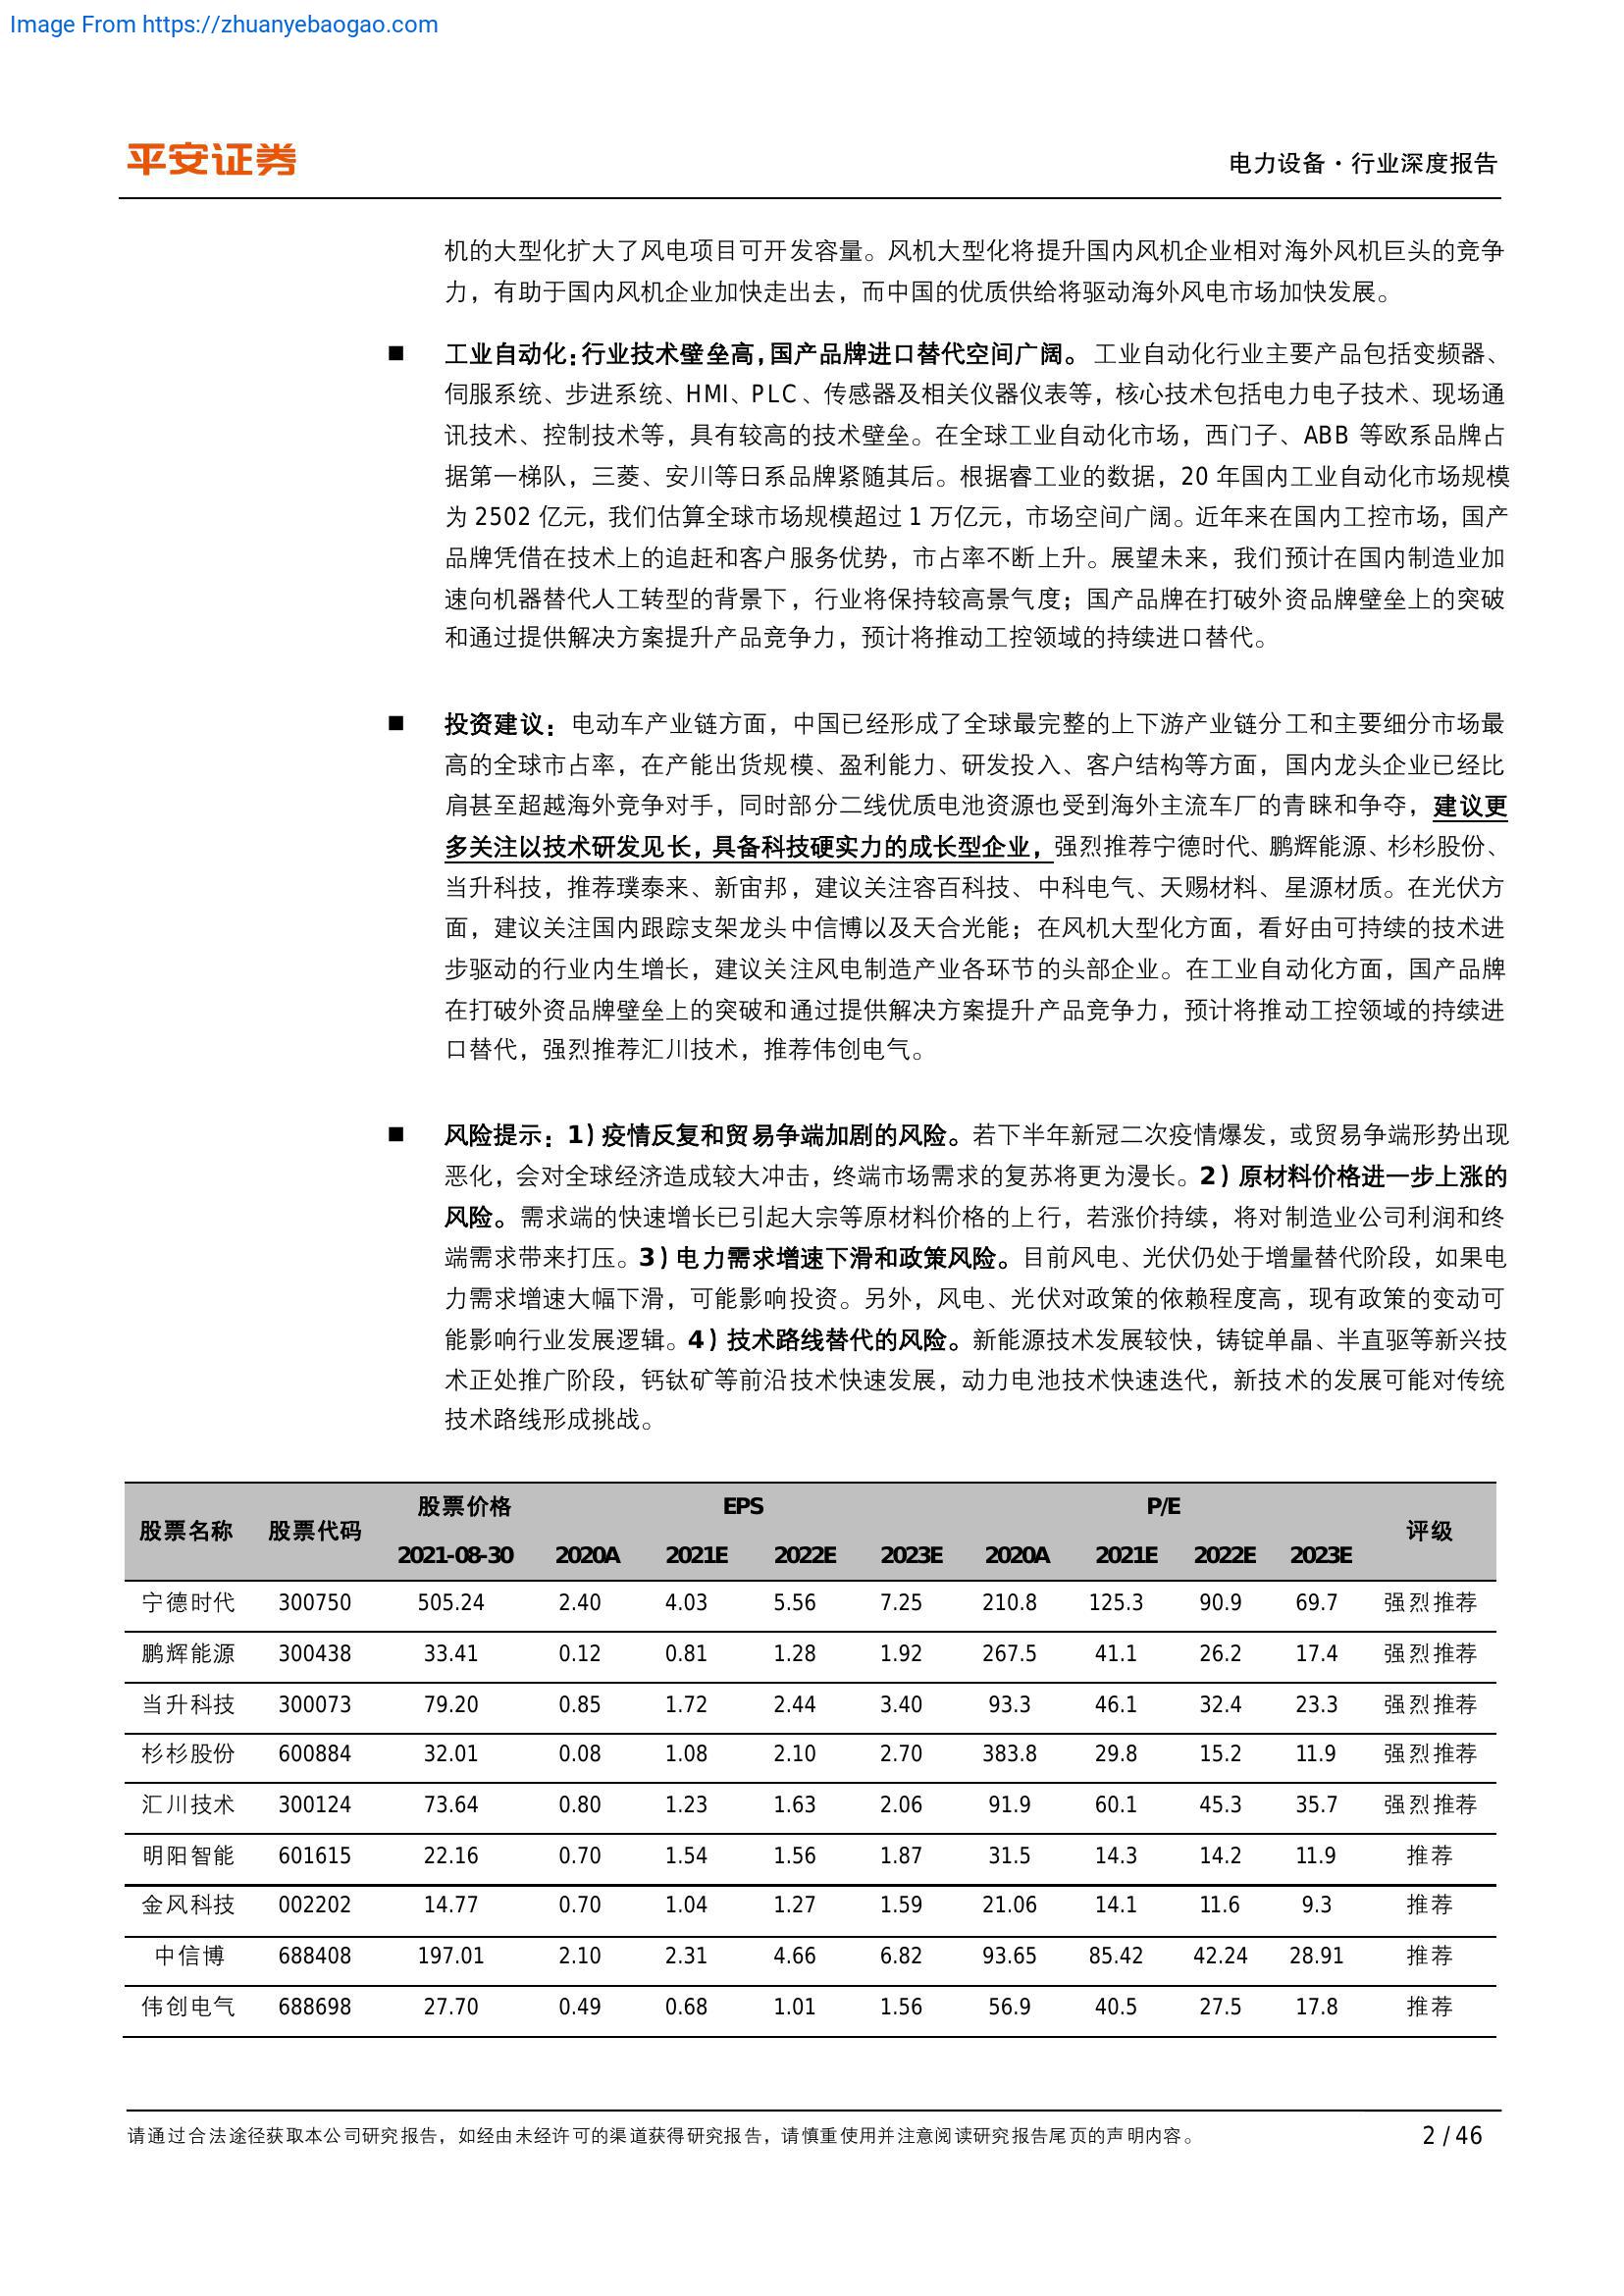 Image From https://zhuanyebaogao.com
平安证券
电力设备·行业深度报告
机的大型化扩大了风电项目可开发容量。风机大型化将提升国内风机企业相对海外风机巨头的竞争
力，有助于国内风机企业加快走出去，而中国的优质供给将驱动海外风电市场加快发展。
■ 工业自动化：行业技术壁垒高，国产品牌进口替代空间广阔。工业自动化行业主要产品包括变频器、
伺服系统、步进系统、HMI、PLC、传感器及相关仪器仪表等，核心技术包括电力电子技术、现场通
讯技术、控制技术等，具有较高的技术壁垒。在全球工业自动化市场，西门子、ABB 等欧系品牌占
据第一梯队，三菱、安川等日系品牌紧随其后。根据睿工业的数据，20 年国内工业自动化市场规模
为 2502 亿元，我们估算全球市场规模超过 1 万亿元，市场空间广阔。近年来在国内工控市场，国产
品牌凭借在技术上的追赶和客户服务优势，市占率不断上升。展望未来，我们预计在国内制造业加
速向机器替代人工转型的背景下，行业将保持较高景气度；国产品牌在打破外资品牌壁垒上的突破
和通过提供解决方案提升产品竞争力，预计将推动工控领域的持续进口替代。
■ 投资建议：电动车产业链方面，中国已经形成了全球最完整的上下游产业链分工和主要细分市场最
高的全球市占率，在产能出货规模、盈利能力、研发投入、客户结构等方面，国内龙头企业已经比
肩甚至超越海外竞争对手，同时部分二线优质电池资源也受到海外主流车厂的青睐和争夺，建议更
多关注以技术研发见长，具备科技硬实力的成长型企业，强烈推荐宁德时代、鹏辉能源、杉杉股份、
当升科技，推荐璞泰来、新宙邦，建议关注容百科技、中科电气、天赐材料、星源材质。在光伏方
面，建议关注国内跟踪支架龙头中信博以及天合光能；在风机大型化方面，看好由可持续的技术进
步驱动的行业内生增长，建议关注风电制造产业各环节的头部企业。在工业自动化方面，国产品牌
在打破外资品牌壁垒上的突破和通过提供解决方案提升产品竞争力，预计将推动工控领域的持续进
口替代，强烈推荐汇川技术，推荐伟创电气。
■ 风险提示：1）疫情反复和贸易争端加剧的风险。若下半年新冠二次疫情爆发，或贸易争端形势出现
恶化，会对全球经济造成较大冲击，终端市场需求的复苏将更为漫长。2）原材料价格进一步上涨的
风险。需求端的快速增长已引起大宗等原材料价格的上行，若涨价持续，将对制造业公司利润和终
端需求带来打压。3）电力需求增速下滑和政策风险。目前风电、光伏仍处于增量替代阶段，如果电
力需求增速大幅下滑，可能影响投资。另外，风电、光伏对政策的依赖程度高，现有政策的变动可
能影响行业发展逻辑。4）技术路线替代的风险。新能源技术发展较快，铸锭单晶、半直驱等新兴技
术正处推广阶段，钙钛矿等前沿技术快速发展，动力电池技术快速迭代，新技术的发展可能对传统
技术路线形成挑战。
股票名称 股票代码 股票价格 EPS P/E 评级
2021-08-30 2020A 2021E 2022E 2023E 2020A 2021E 2022E 2023E
宁德时代 300750 505.24 2.40 4.03 5.56 7.25 210.8 125.3 90.9 69.7 强烈推荐
鹏辉能源 300438 33.41 0.12 0.81 1.28 1.92 267.5 41.1 26.2 17.4 强烈推荐
当升科技 300073 79.20 0.85 1.72 2.44 3.40 93.3 46.1 32.4 23.3 强烈推荐
杉杉股份 600884 32.01 0.08 1.08 2.10 2.70 383.8 29.8 15.2 11.9 强烈推荐
汇川技术 300124 73.64 0.80 1.23 1.63 2.06 91.9 60.1 45.3 35.7 强烈推荐
明阳智能 601615 22.16 0.70 1.54 1.56 1.87 31.5 14.3 14.2 11.9 推荐
金风科技 002202 14.77 0.70 1.04 1.27 1.59 21.06 14.1 11.6 9.3 推荐
中信博 688408 197.01 2.10 2.31 4.66 6.82 93.65 85.42 42.24 28.91 推荐
伟创电气 688698 27.70 0.49 0.68 1.01 1.56 56.9 40.5 27.5 17.8 推荐
请通过合法途径获取本公司研究报告，如经由未经许可的渠道获得研究报告，请慎重使用并注意阅读研究报告尾页的声明内容。
2 / 46